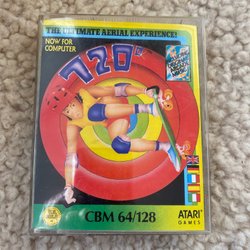 THE ULTIMATE AERIAL EXPERIENCE!
NOW FOR
COMPUTER
720°
CBM 64/128
ATARI
GAMES